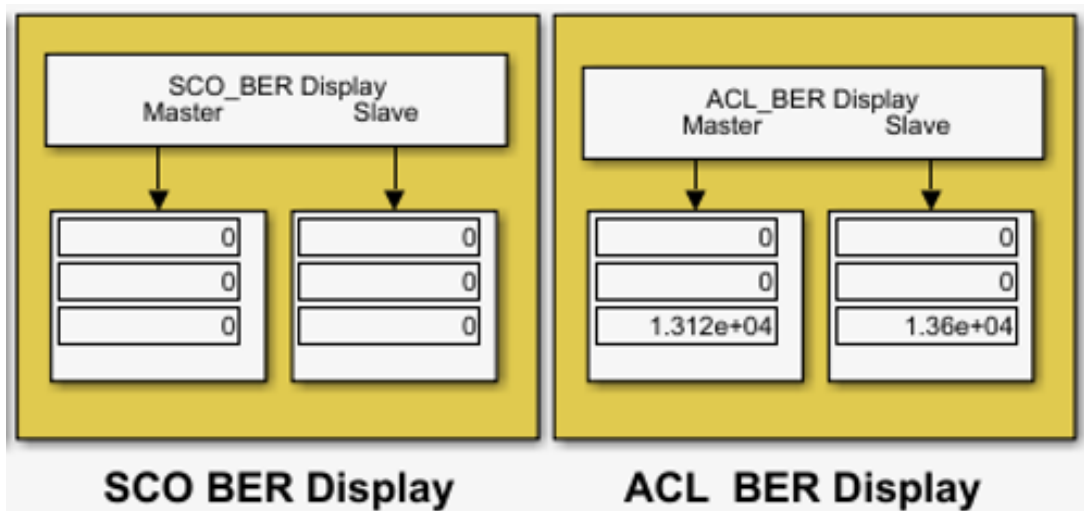 SCO_BER Display
Master Slave
0
0
0
0
0
0
SCO BER Display
ACL_BER Display
Master Slave
0
0
1.312e+04
0
0
1.36e+04
ACL BER Display